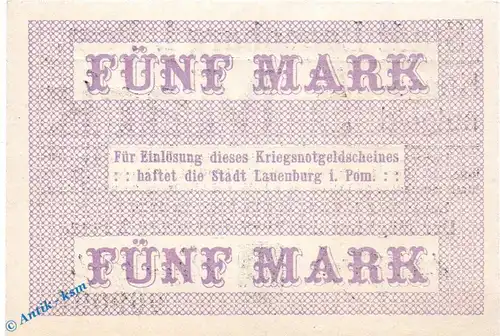 FÜNF MARK
Für Einlösung dieses Kriegsnotgeldscheines
: : haftet die Stadt Lauenburg i. Pom. : :
FÜNF MARK
© Antik-ksm